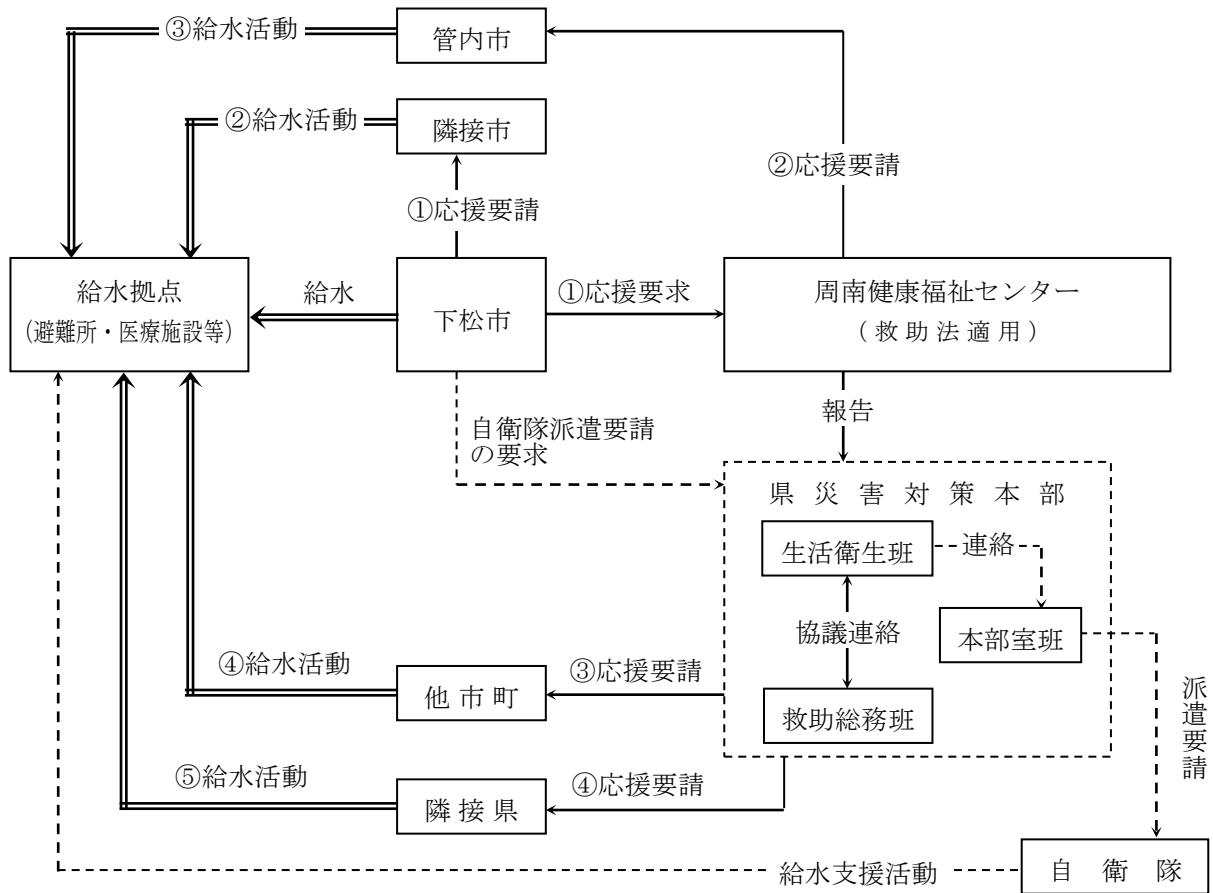 ③給水活動
管内市
②給水活動
隣接市
②応援要請
①応援要請
給水拠点
(避難所・医療施設等)
給水
下松市
①応援要求
周南健康福祉センター
(救助法適用)
報告
自衛隊派遣要請
の要求
県災害対策本部
生活衛生班
連絡
協議連絡
本部室班
④給水活動
他市町
③応援要請
救助総務班
派遣要請
⑤給水活動
隣接県
④応援要請
給水支援活動
自衛隊